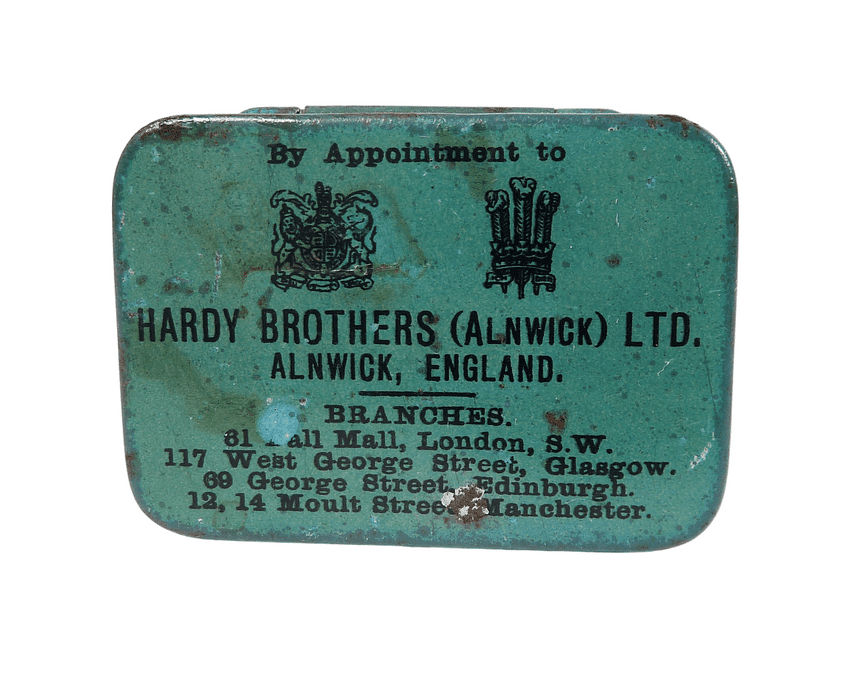 By Appointment to
HARDY BROTHERS (ALNWICK) LTD.
ALNWICK, ENGLAND.
BRANCHES.
61 Pall Mall, London, S.W.
117 West George Street, Glasgow.
69 George Street, Edinburgh.
12, 14 Moult Street, Manchester.